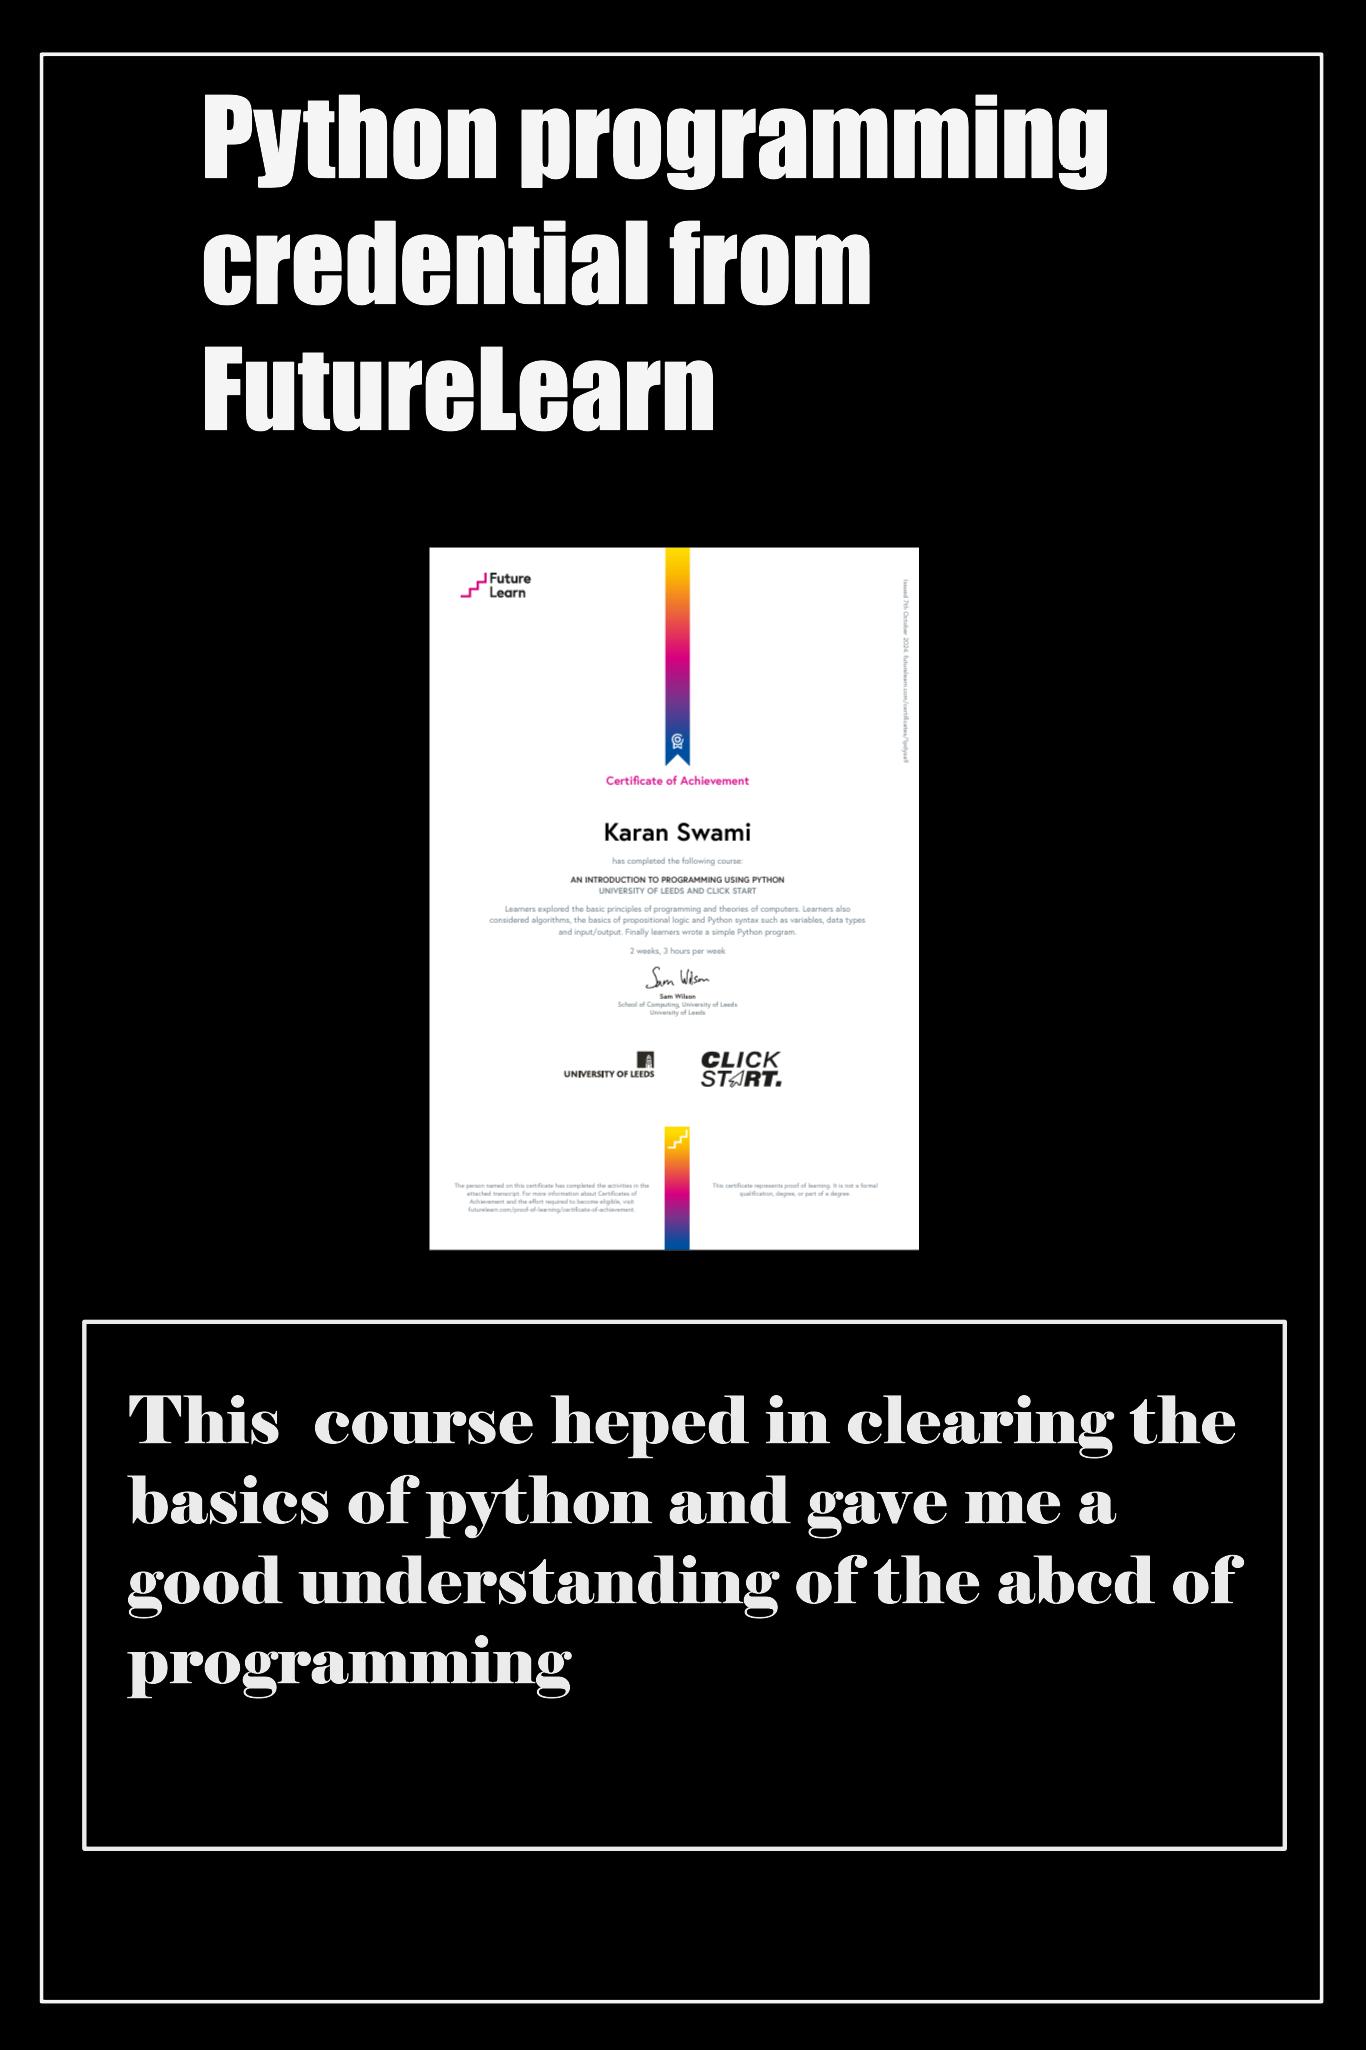 Python programming
credential from
FutureLearn
Future
Learn
Issued 7th October 2024. futurelearn.com/certificates/
Certificate of Achievement
Karan Swami
has completed the following course:
AN INTRODUCTION TO PROGRAMMING USING PYTHON
UNIVERSITY OF LEEDS AND CLICK START
Learners explored the basic principles of programming and theories of computers. Learners also
considered algorithms, the basics of propositional logic and Python syntax such as variables, data types
and input/output. Finally learners wrote a simple Python program.
2 weeks, 3 hours per week
Sam Wilson
Sam Wilson
School of Computing, University of Leeds
University of Leeds
UNIVERSITY OF LEEDS
CLICK
START.
The person named on this certificate has completed the activities in the
attached transcript. For more information about Certificates of
Achievement and the effort required to become eligible, visit
futurelearn.com/proof-of-learning/certificate-of-achievement.
This certificate represents proof of learning. It is not a formal
qualification, degree, or part of a degree.
This  course heped in clearing the
basics of python and gave me a
good understanding of the abcd of
programming